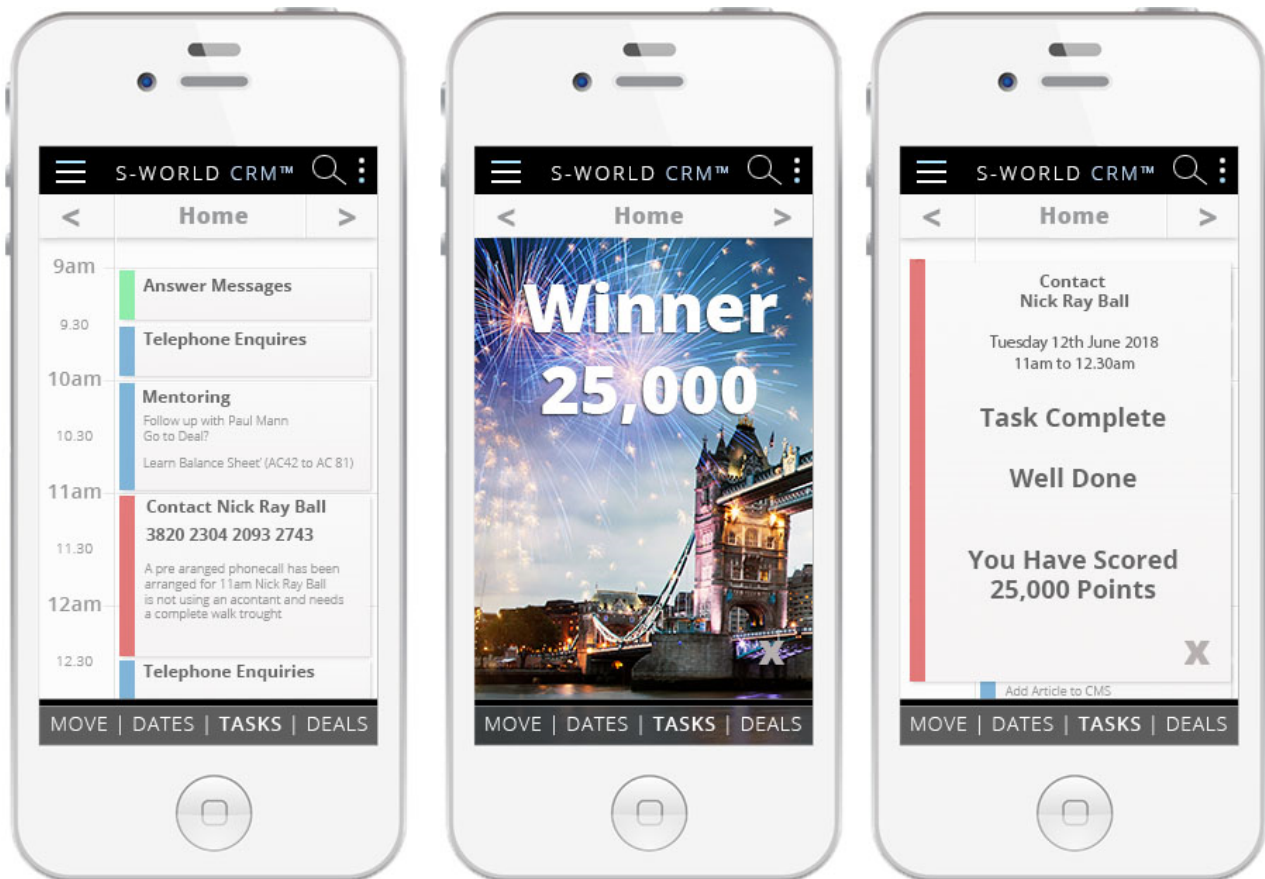 S-WORLD CRM™
< Home >
9am
Answer Messages
9.30
Telephone Enquires
10am
Mentoring
Follow up with Paul Mann
10.30
Go to Deal?
Learn Balance Sheet' (AC42 to AC 81)
11am
Contact Nick Ray Ball
3820 2304 2093 2743
11.30
A pre aranged phonecall has been
arranged for 11am Nick Ray Ball
is not using an acontant and needs
a complete walk trought
12am
12.30
Telephone Enquiries
MOVE | DATES | TASKS | DEALS
S-WORLD CRM™
< Home >
Winner
25,000
X
MOVE | DATES | TASKS | DEALS
S-WORLD CRM™
< Home >
Contact
Nick Ray Ball
Tuesday 12th June 2018
11am to 12.30am
Task Complete
Well Done
You Have Scored
25,000 Points
X
Add Article to CMS
MOVE | DATES | TASKS | DEALS